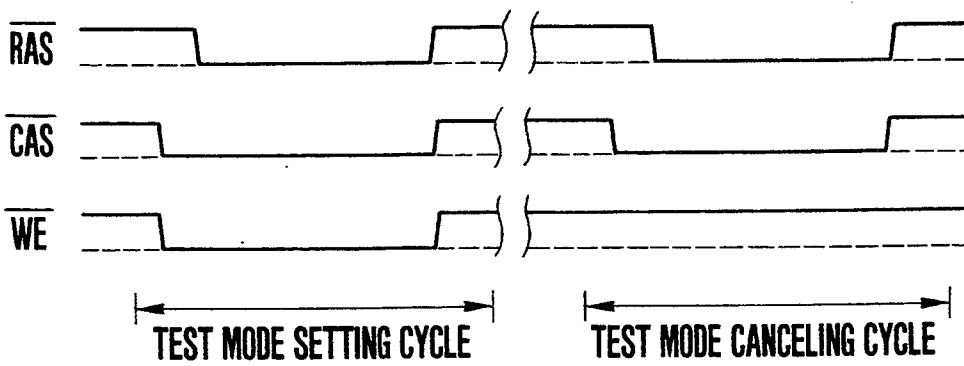 RAS
CAS
WE
TEST MODE SETTING CYCLE
TEST MODE CANCELING CYCLE